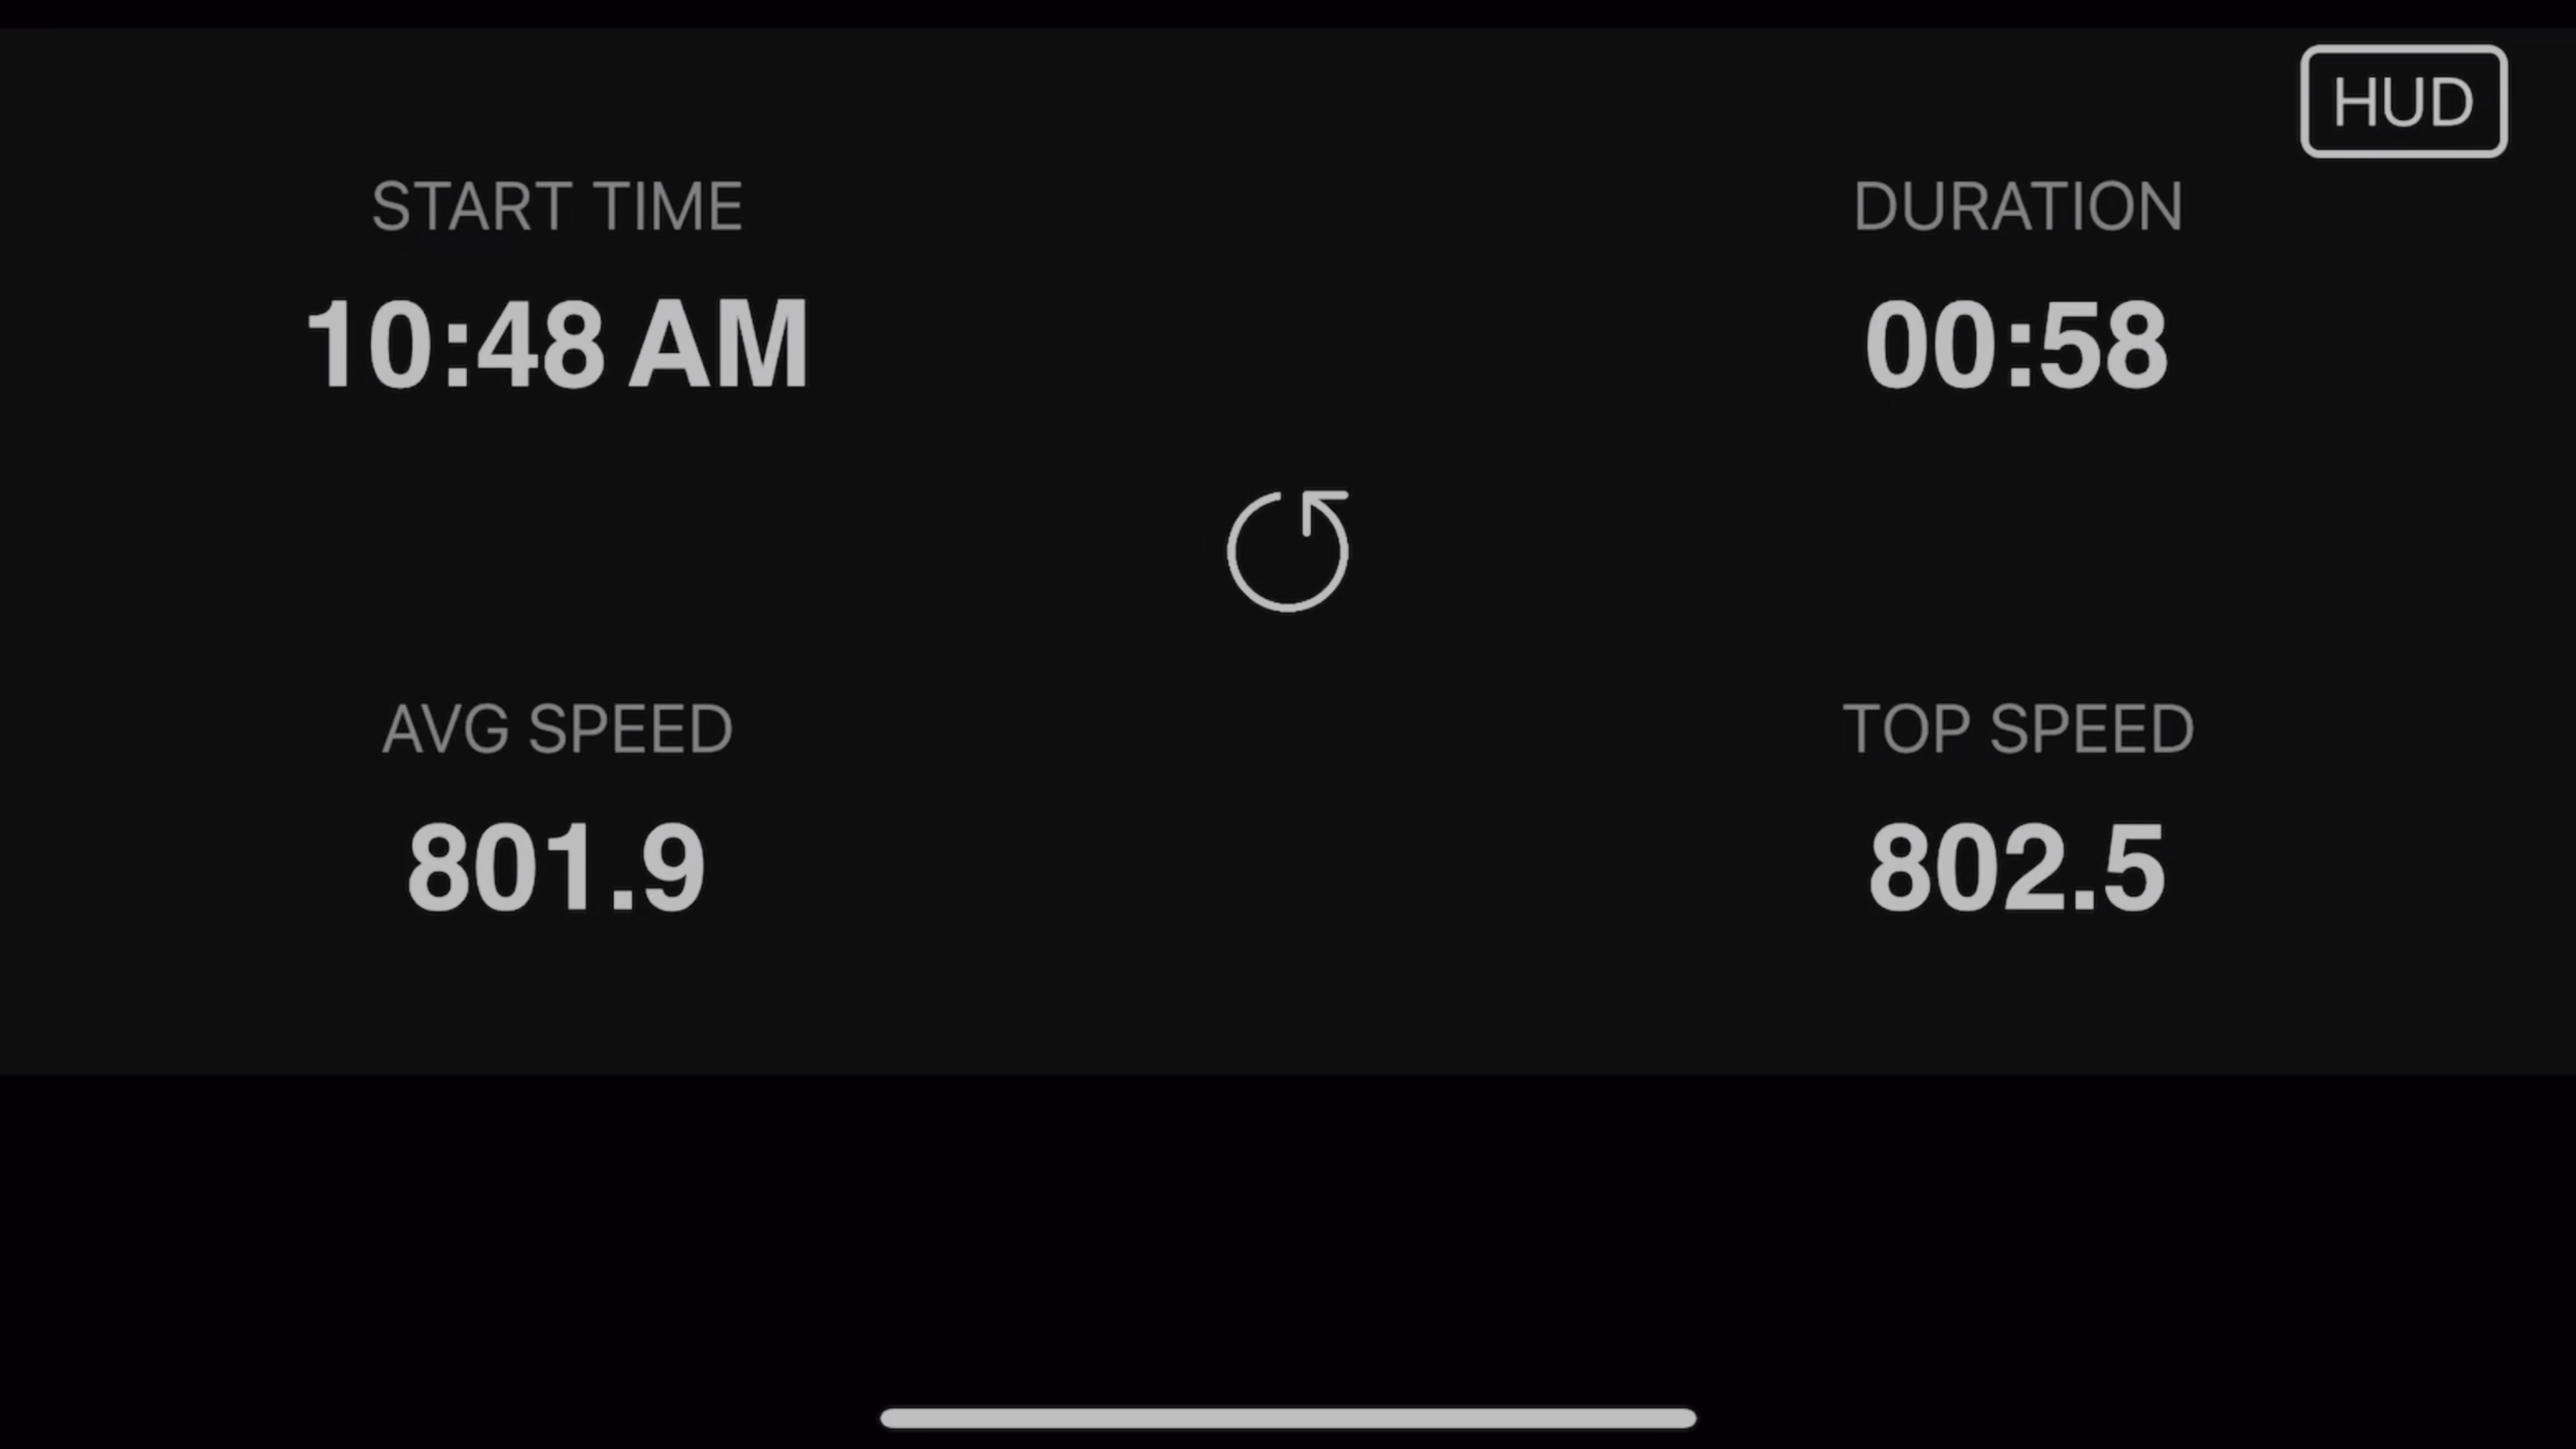 HUD
START TIME
10:48 AM
DURATION
00:58
AVG SPEED
801.9
TOP SPEED
802.5